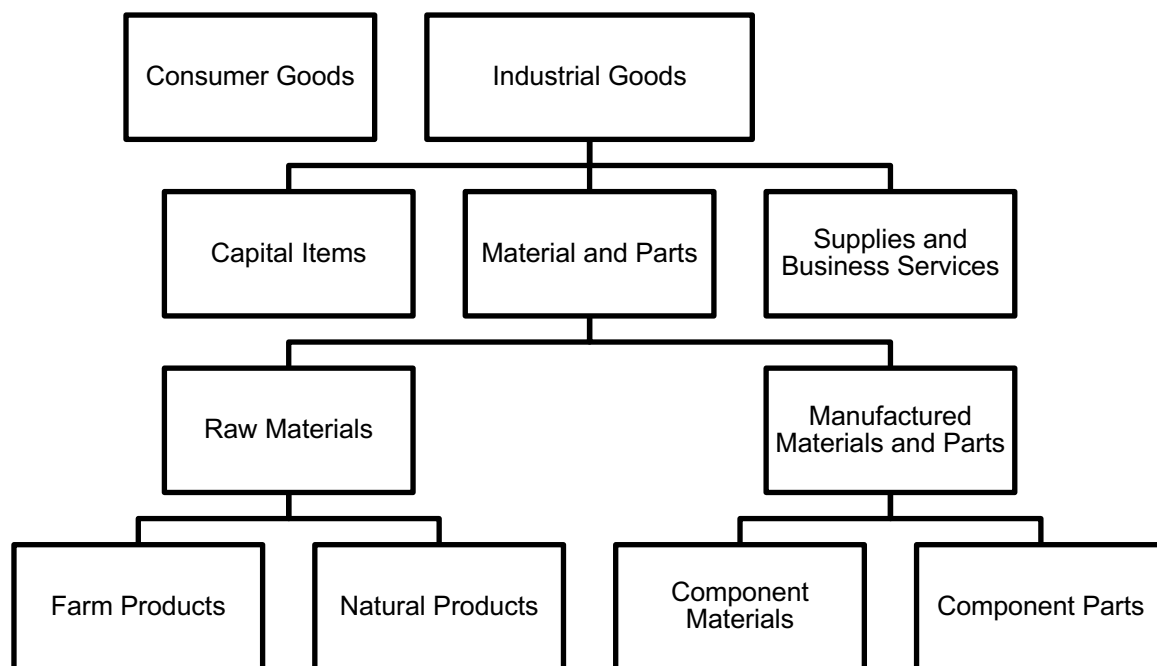 Consumer Goods
Industrial Goods
Capital Items
Material and Parts
Supplies and
Business Services
Raw Materials
Manufactured
Materials and Parts
Farm Products
Natural Products
Component
Materials
Component Parts